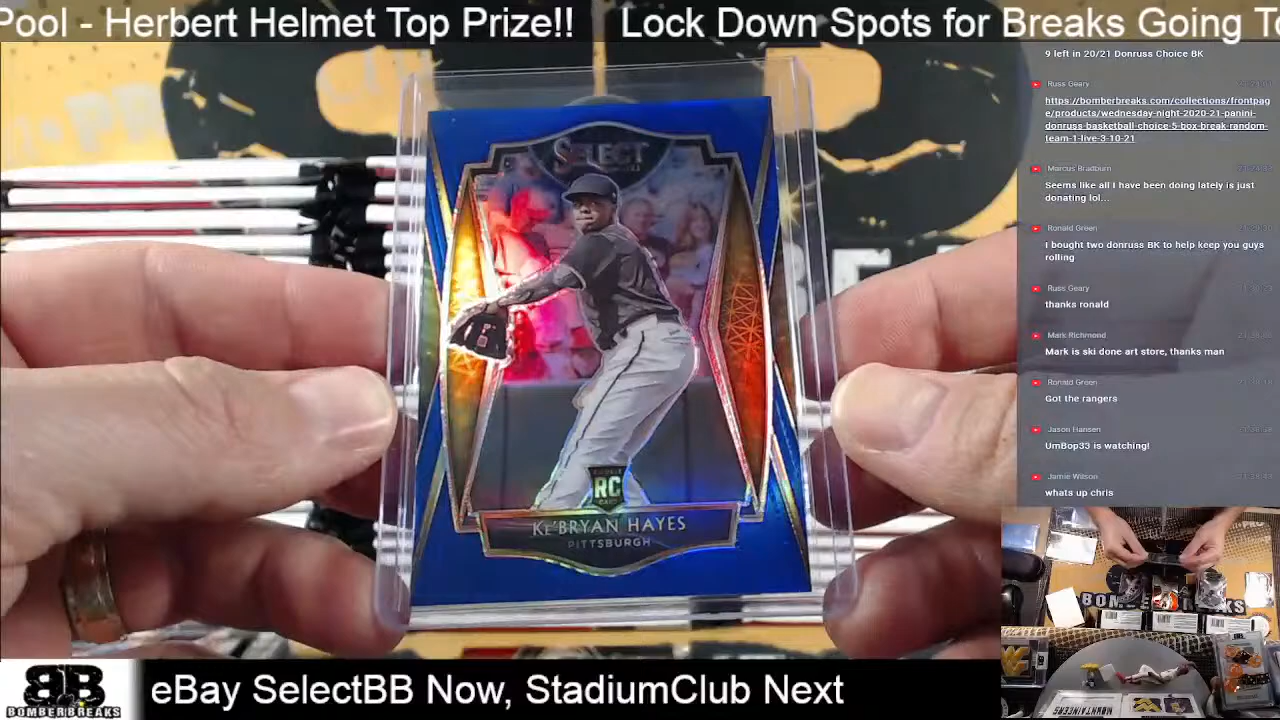 Pool - Herbert Helmet Top Prize!! Lock Down Spots for Breaks Going To
9 left in 20/21 Donruss Choice BK
Russ Geary
https://bomberbreaks.com/collections/frontpag
e/products/wednesday-night-2020-21-panini-
donruss-basketball-choice-5-box-break-random-
team-1-live-3-10-21
Marcus Bradburn
Seems like all I have been doing lately is just
donating lol...
Ronald Green
I bought two donruss BK to help keep you guys
rolling
Russ Geary
thanks ronald
Mark Richmond
Mark is ski done art store, thanks man
Ronald Green
Got the rangers
Jason Hansen
UmBop33 is watching!
Jamie Wilson
whats up chris
SELECT
RC
KE'BRYAN HAYES
PITTSBURGH
BOMBERBREAKS
MOUNTAINEERS
BB
BOMBERBREAKS
eBay SelectBB Now, StadiumClub Next